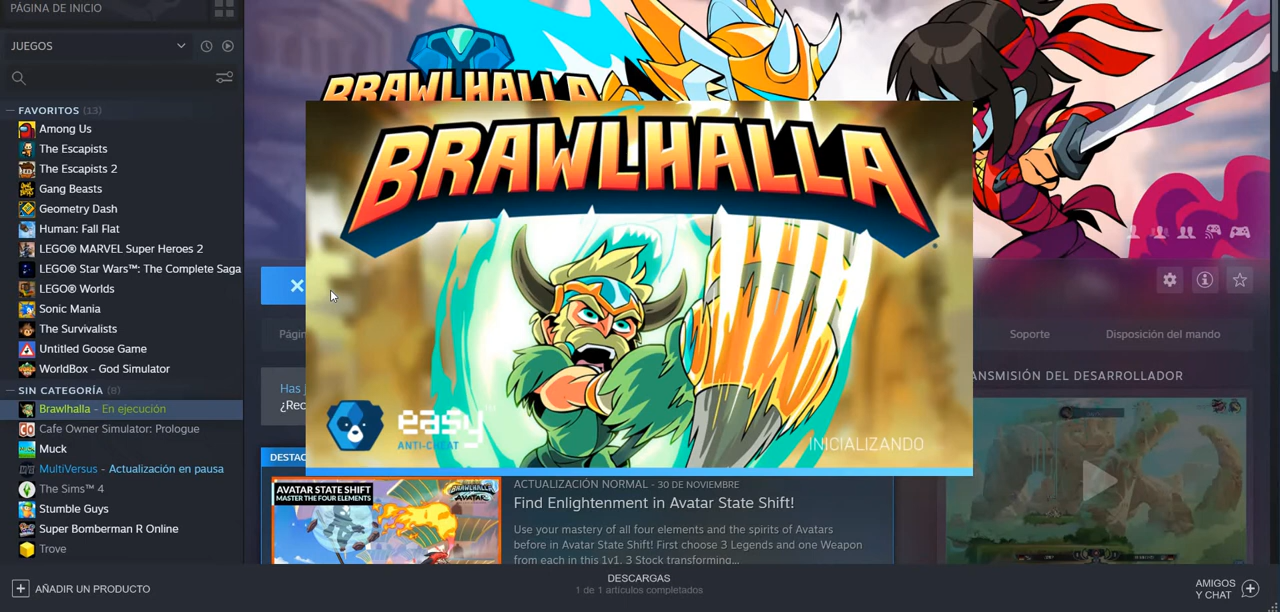 PÁGINA DE INICIO
JUEGOS
FAVORITOS (13)
Among Us
The Escapists
The Escapists 2
Gang Beasts
Geometry Dash
Human: Fall Flat
LEGO® MARVEL Super Heroes 2
LEGO® Star Wars™: The Complete Saga
LEGO® Worlds
Sonic Mania
The Survivalists
Untitled Goose Game
WorldBox - God Simulator
SIN CATEGORÍA (8)
Brawlhalla - En ejecución
Cafe Owner Simulator: Prologue
Muck
MultiVersus - Actualización en pausa
The Sims™ 4
Stumble Guys
Super Bomberman R Online
Trove
AÑADIR UN PRODUCTO
BRAWLHALLA
BRAWLHALLA
easy
ANTI-CHEAT
INICIALIZANDO
Págin
Soporte
Disposición del mando
Has
¿Rec
ANSMISIÓN DEL DESARROLLADOR
DESTAC
AVATAR STATE SHIFT
MASTER THE FOUR ELEMENTS
BRAWLHALLA
AVATAR
ACTUALIZACIÓN NORMAL - 30 DE NOVIEMBRE
Find Enlightenment in Avatar State Shift!
Use your mastery of all four elements and the spirits of Avatars
before in Avatar State Shift! First choose 3 Legends and one Weapon
from each in this 1v1, 3 Stock transforming...
DESCARGAS
1 de 1 artículos completados
AMIGOS
Y CHAT